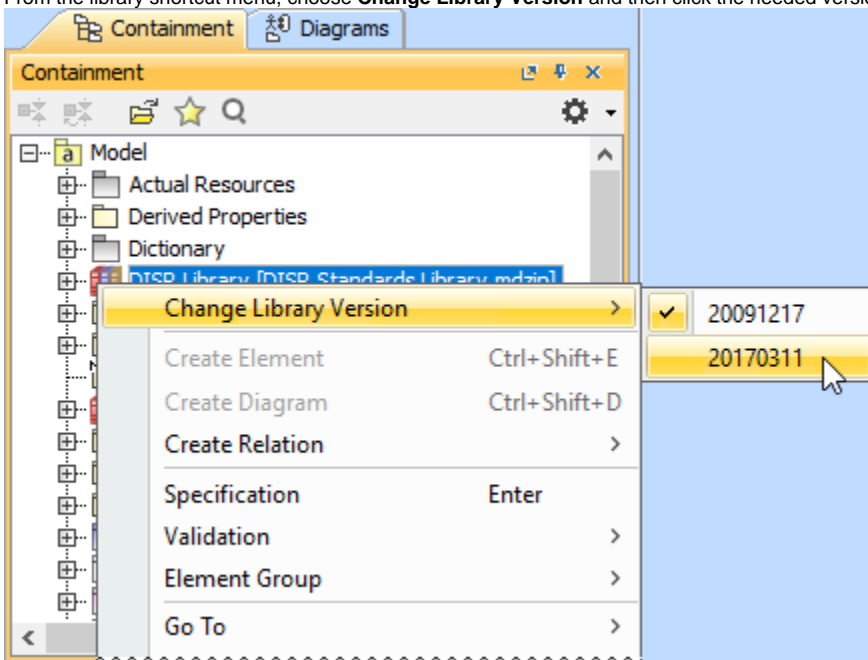 From the library shortcut menu, choose Change Library Version and then click the needed versi
Containment Diagrams
Containment
Model
Actual Resources
Derived Properties
Dictionary
DISR Library [DISR Standards Library.mdzip]
Change Library Version
20091217
20170311
Create Element Ctrl+Shift+E
Create Diagram Ctrl+Shift+D
Create Relation
Specification Enter
Validation
Element Group
Go To